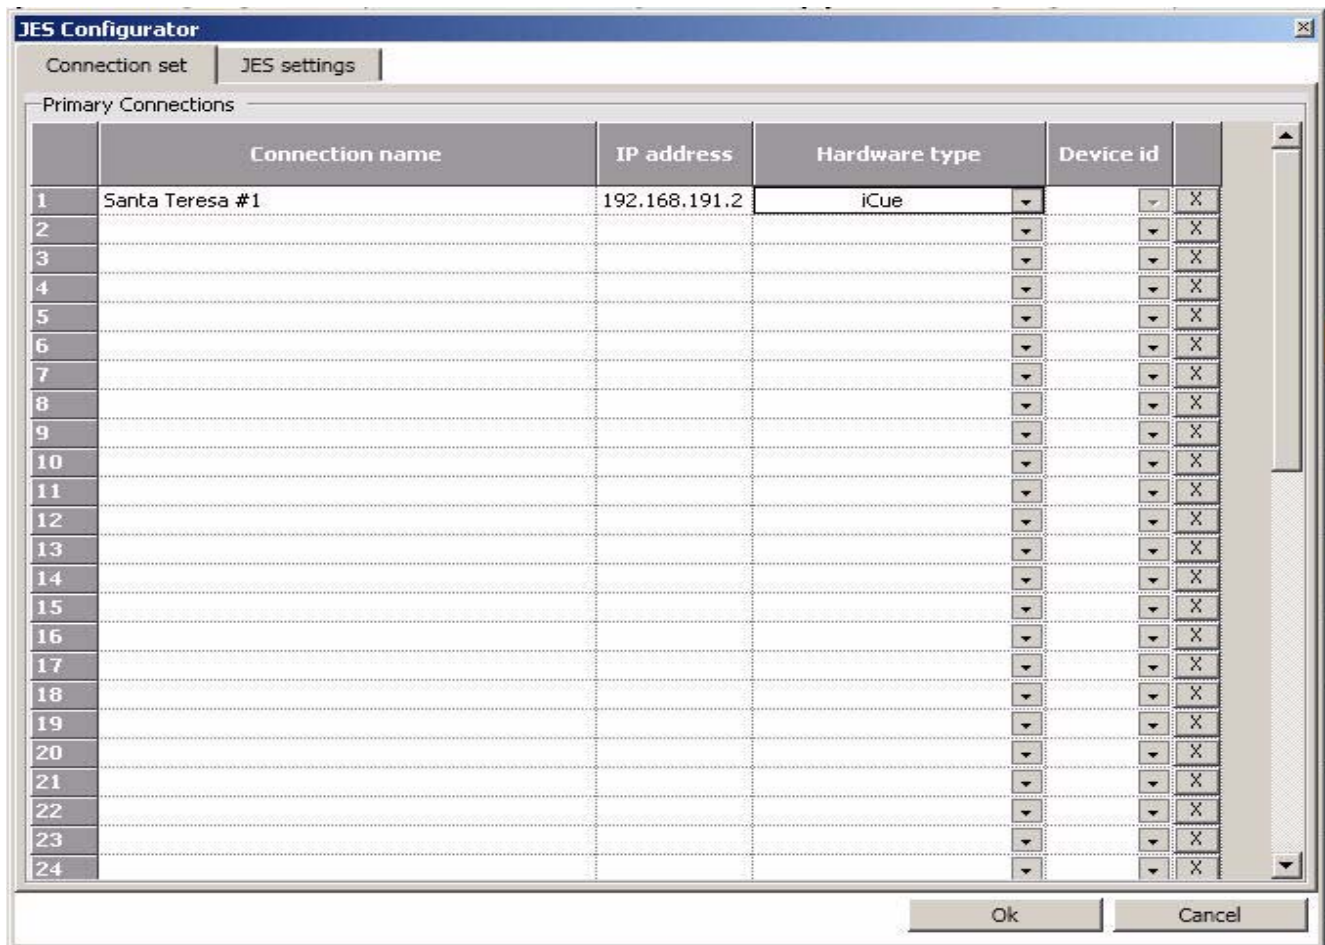 JES Configurator
Connection set JES settings
Primary Connections
Connection name IP address Hardware type Device id
1 Santa Teresa #1 192.168.191.2 iCue X
2 X
3 X
4 X
5 X
6 X
7 X
8 X
9 X
10 X
11 X
12 X
13 X
14 X
15 X
16 X
17 X
18 X
19 X
20 X
21 X
22 X
23 X
24 X
Ok Cancel